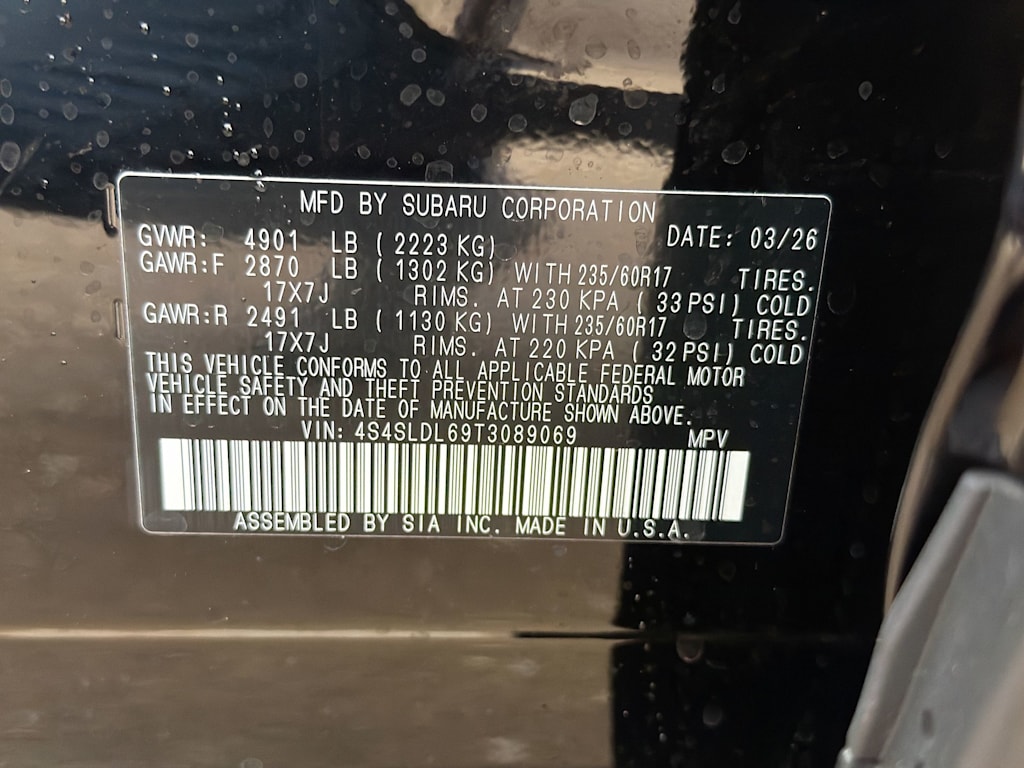 MFD BY SUBARU CORPORATION
GVWR: 4901 LB ( 2223 KG) DATE: 03/26
GAWR:F 2870 LB ( 1302 KG) WITH 235/60R17 TIRES.
17X7J RIMS. AT 230 KPA ( 33 PSI) COLD
GAWR:R 2491 LB ( 1130 KG) WITH 235/60R17 TIRES.
17X7J RIMS. AT 220 KPA ( 32 PSI) COLD
THIS VEHICLE CONFORMS TO ALL APPLICABLE FEDERAL MOTOR
VEHICLE SAFETY AND THEFT PREVENTION STANDARDS
IN EFFECT ON THE DATE OF MANUFACTURE SHOWN ABOVE.
VIN: 4S4SLDL69T3089069 MPV
ASSEMBLED BY SIA INC. MADE IN U.S.A.